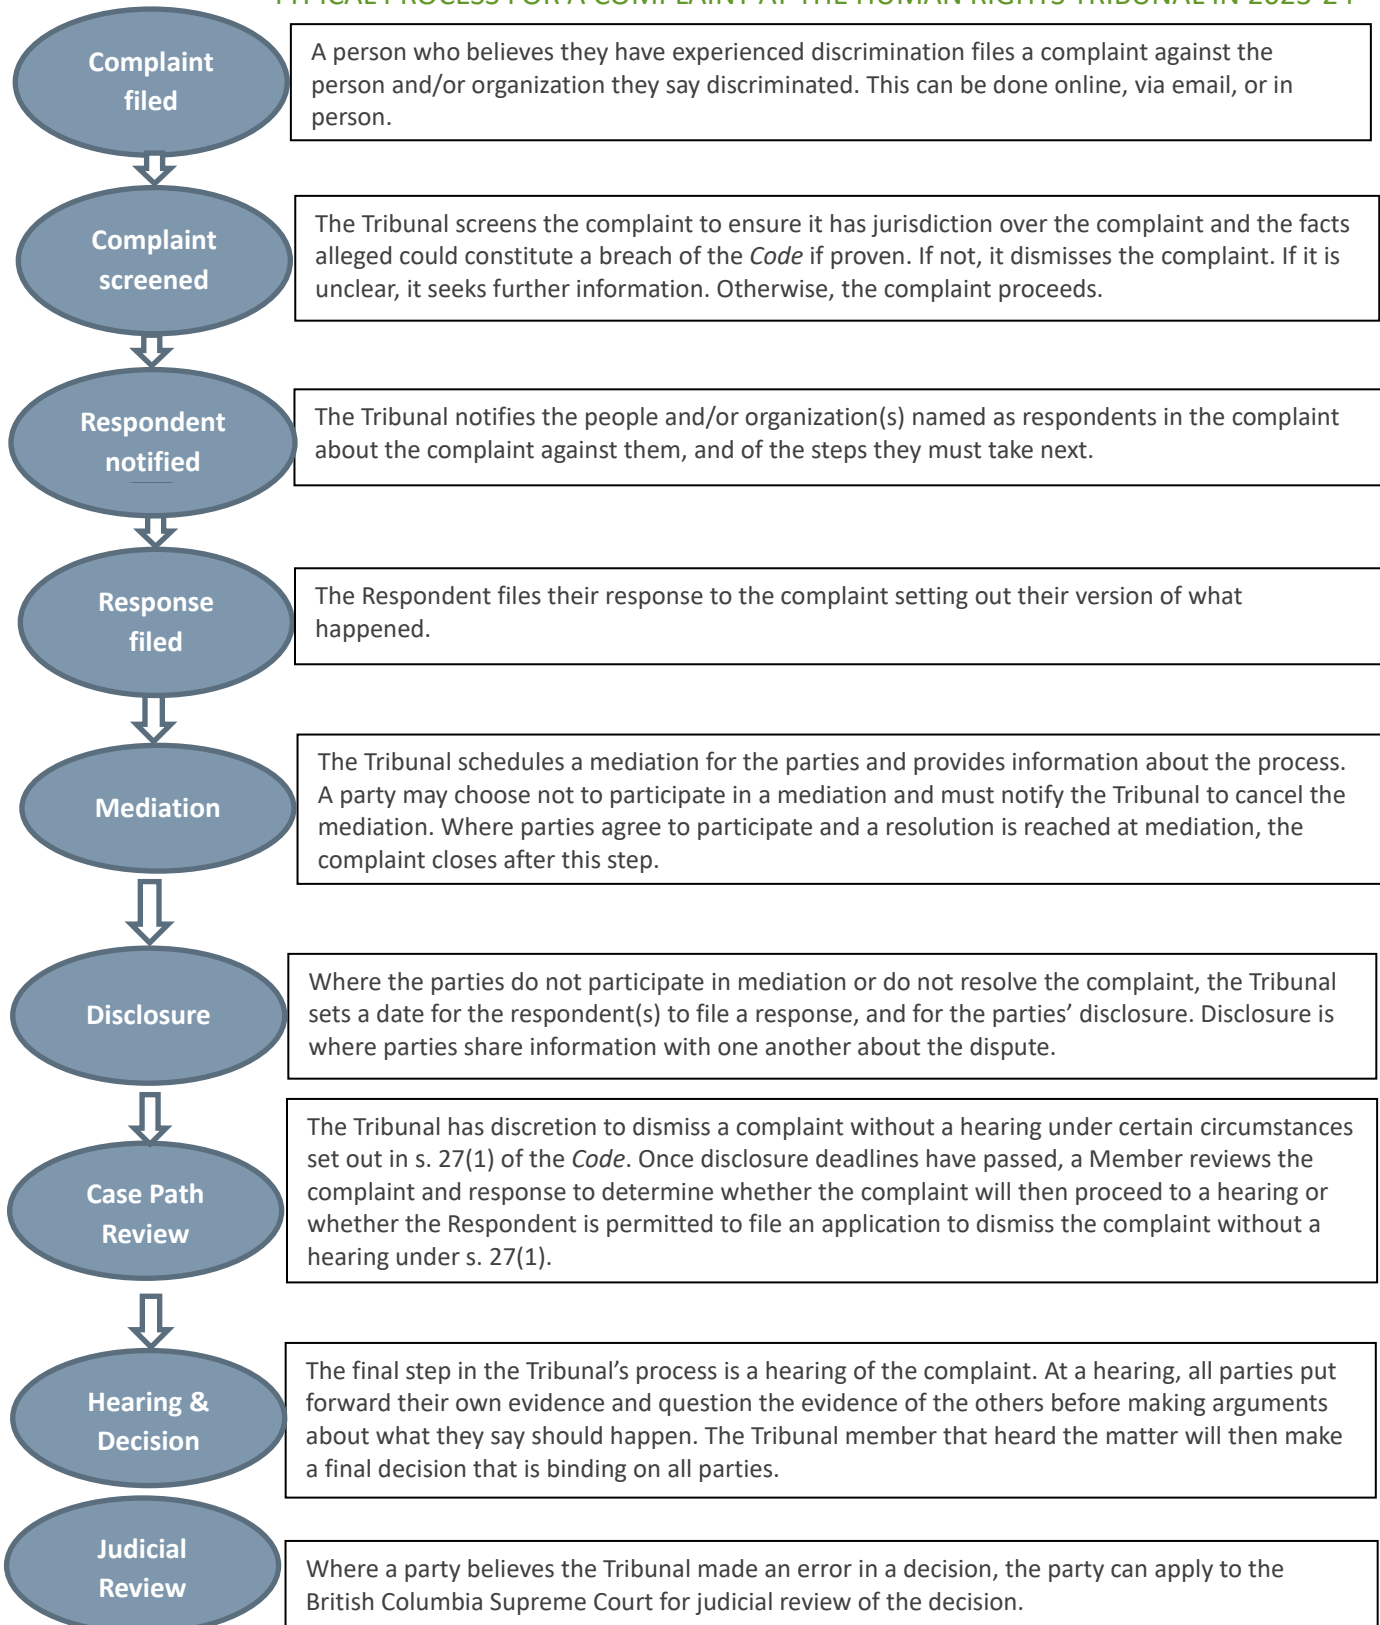 TYPICAL PROCESS FOR A COMPLAINT AT THE HUMAN RIGHTS TRIBUNAL IN 2023-24
Complaint
filed
A person who believes they have experienced discrimination files a complaint against the
person and/or organization they say discriminated. This can be done online, via email, or in
person.
Complaint
screened
The Tribunal screens the complaint to ensure it has jurisdiction over the complaint and the facts
alleged could constitute a breach of the Code if proven. If not, it dismisses the complaint. If it is
unclear, it seeks further information. Otherwise, the complaint proceeds.
Respondent
notified
The Tribunal notifies the people and/or organization(s) named as respondents in the complaint
about the complaint against them, and of the steps they must take next.
Response
filed
The Respondent files their response to the complaint setting out their version of what
happened.
Mediation
The Tribunal schedules a mediation for the parties and provides information about the process.
A party may choose not to participate in a mediation and must notify the Tribunal to cancel the
mediation. Where parties agree to participate and a resolution is reached at mediation, the
complaint closes after this step.
Disclosure
Where the parties do not participate in mediation or do not resolve the complaint, the Tribunal
sets a date for the respondent(s) to file a response, and for the parties’ disclosure. Disclosure is
where parties share information with one another about the dispute.
Case Path
Review
The Tribunal has discretion to dismiss a complaint without a hearing under certain circumstances
set out in s. 27(1) of the Code. Once disclosure deadlines have passed, a Member reviews the
complaint and response to determine whether the complaint will then proceed to a hearing or
whether the Respondent is permitted to file an application to dismiss the complaint without a
hearing under s. 27(1).
Hearing &
Decision
The final step in the Tribunal’s process is a hearing of the complaint. At a hearing, all parties put
forward their own evidence and question the evidence of the others before making arguments
about what they say should happen. The Tribunal member that heard the matter will then make
a final decision that is binding on all parties.
Judicial
Review
Where a party believes the Tribunal made an error in a decision, the party can apply to the
British Columbia Supreme Court for judicial review of the decision.